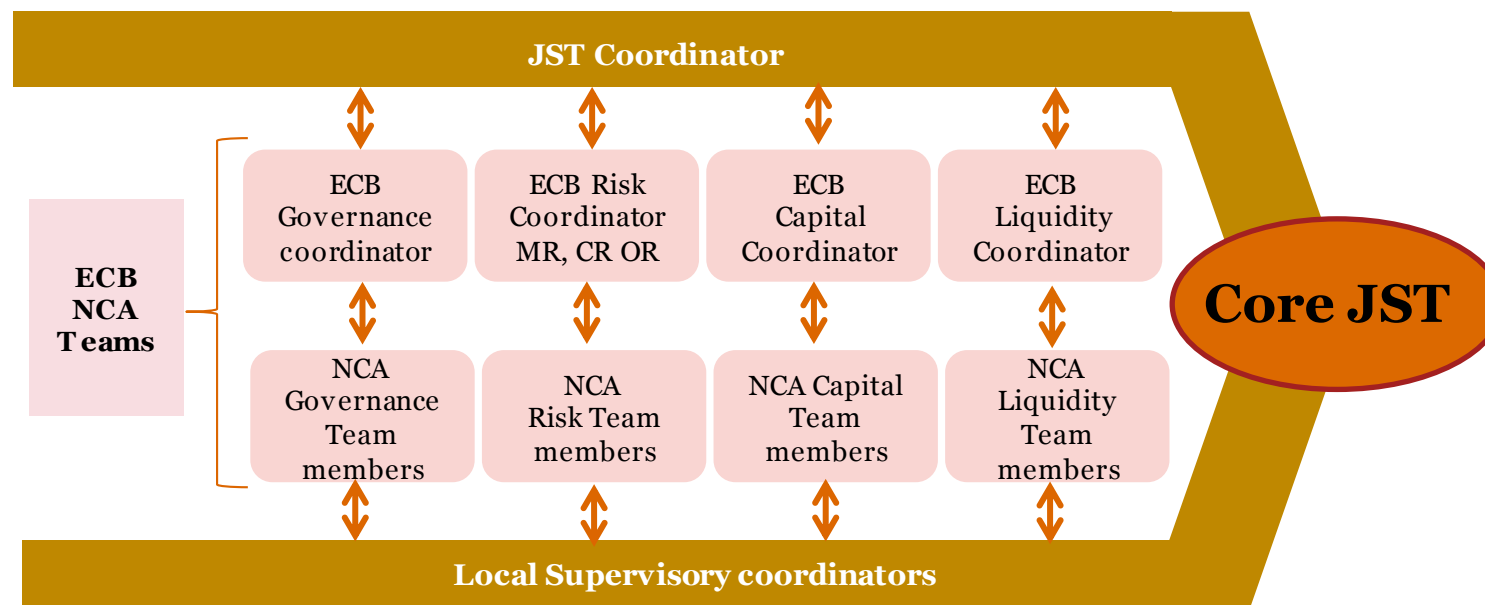 JST Coordinator
ECB
NCA
Teams
ECB
Governance
coordinator
ECB Risk
Coordinator
MR, CR OR
ECB
Capital
Coordinator
ECB
Liquidity
Coordinator
NCA
Governance
Team
members
NCA
Risk Team
members
NCA Capital
Team
members
NCA
Liquidity
Team
members
Core JST
Local Supervisory coordinators